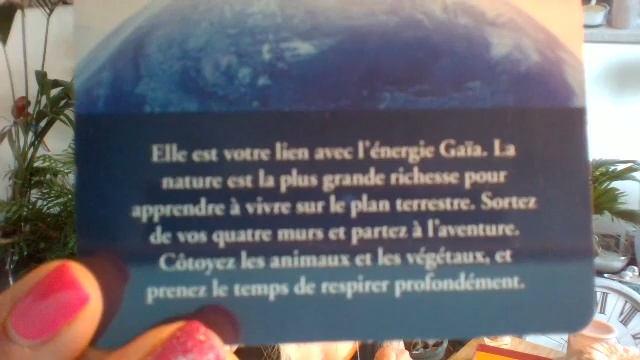 Elle est votre lien avec l'énergie Gaïa. La
nature est la plus grande richesse pour
apprendre à vivre sur le plan terrestre. Sortez
de vos quatre murs et partez à l'aventure.
Côtoyez les animaux et les végétaux, et
prenez le temps de respirer profondément.